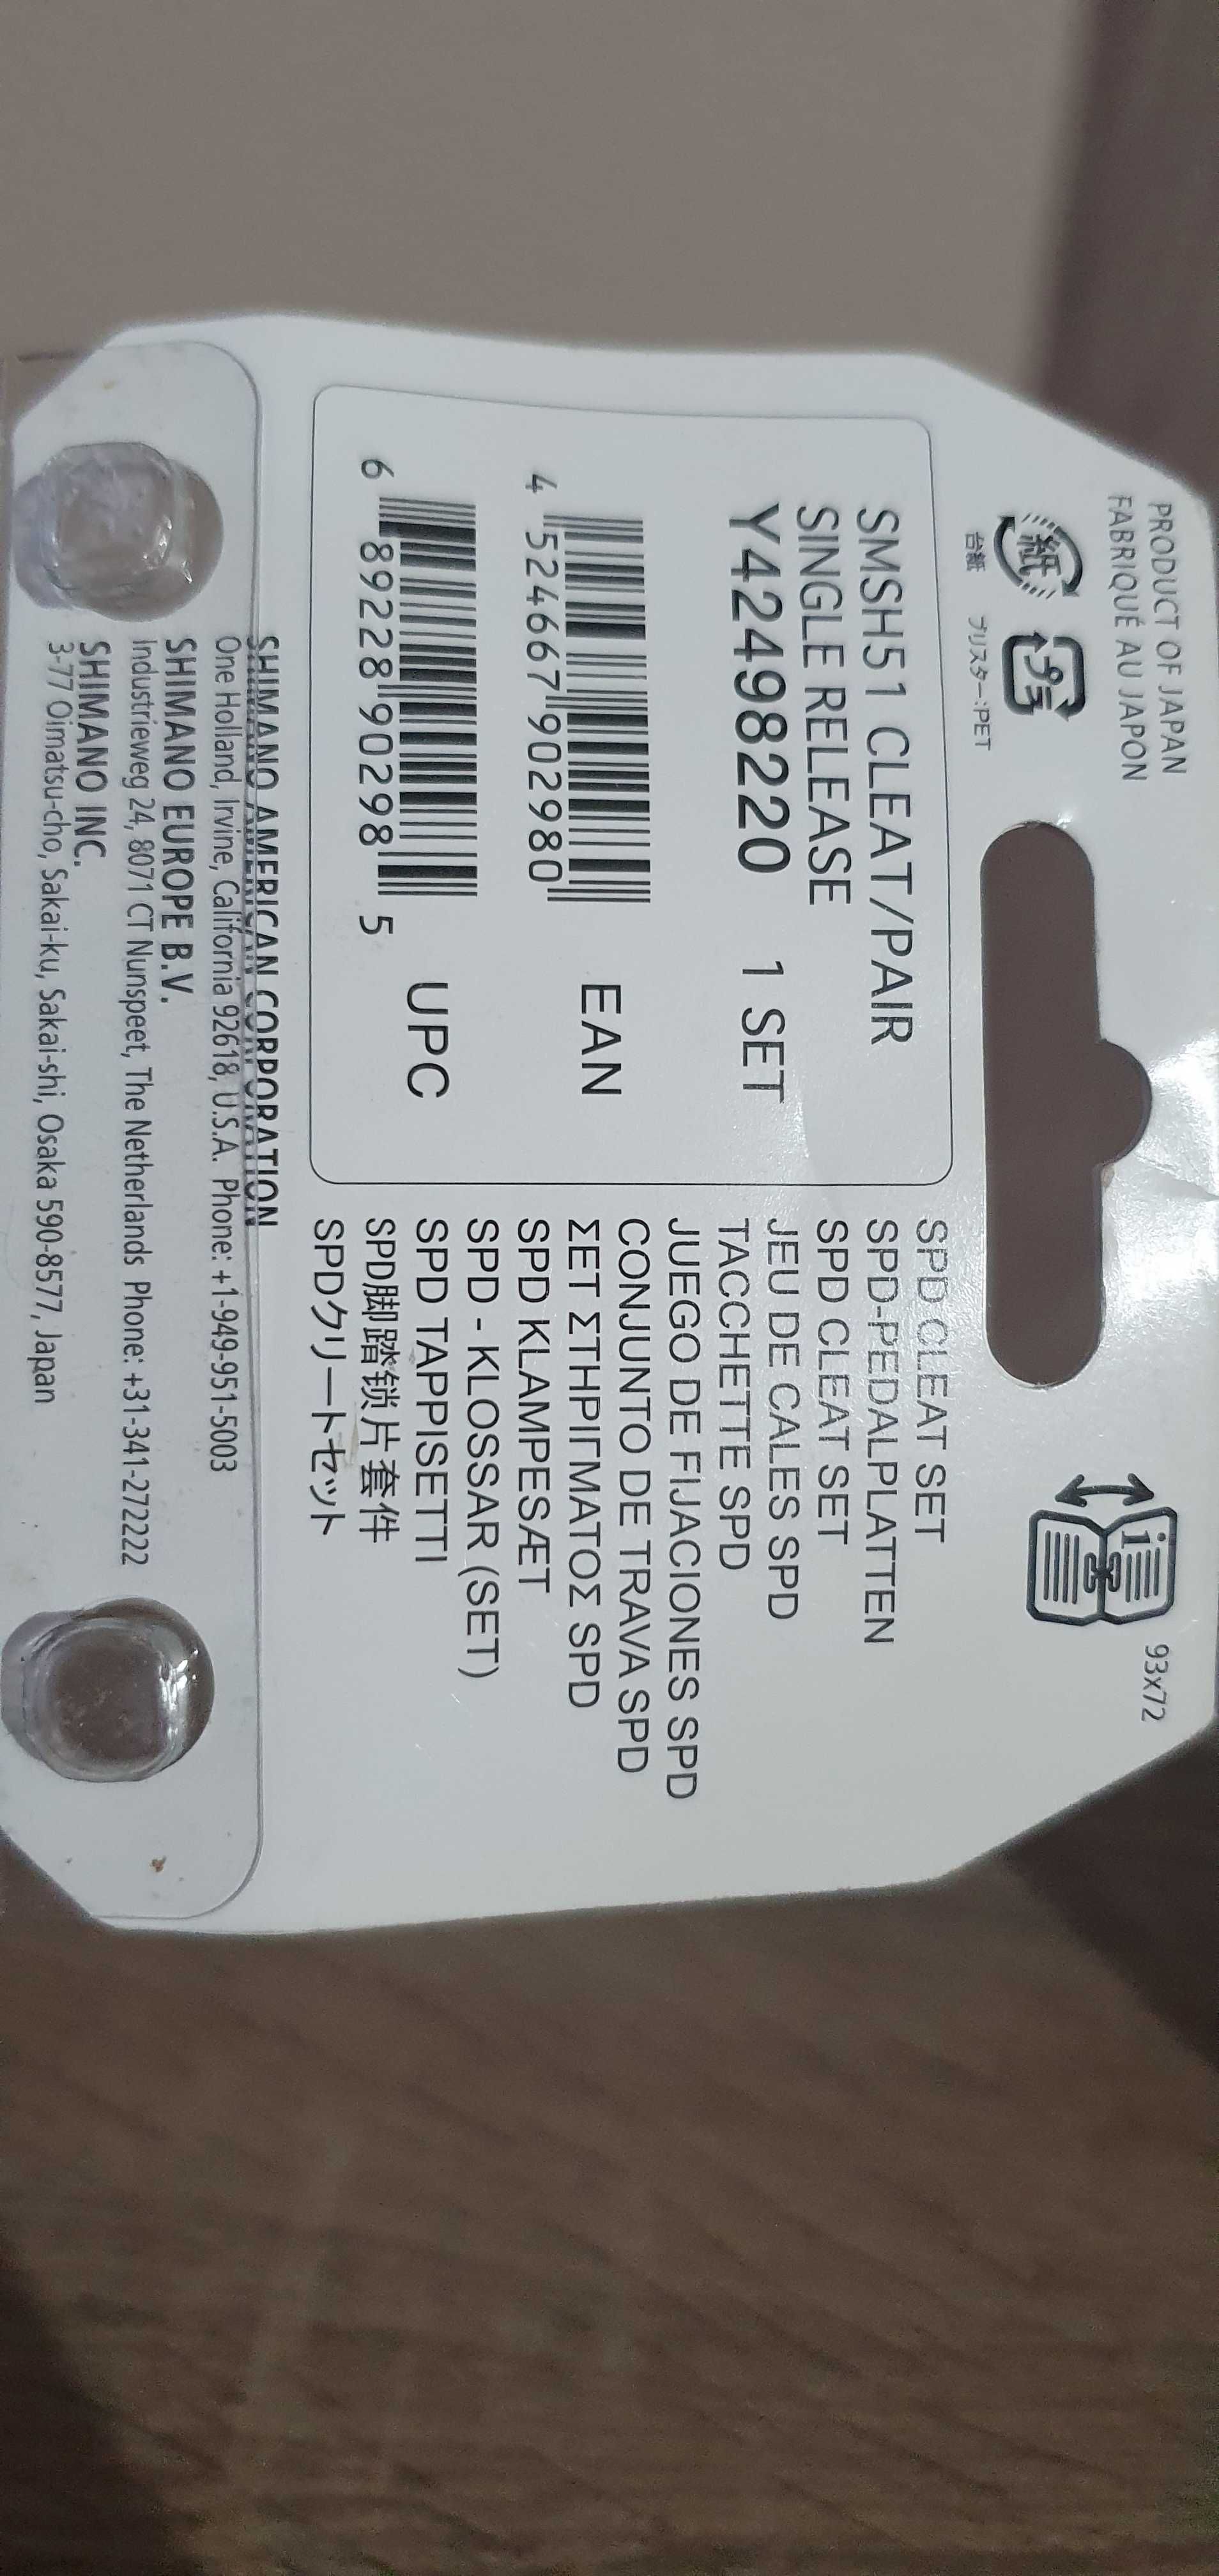 PRODUCT OF JAPAN
FABRIQUÉ AU JAPON
紙
プラ
台紙
ブリスター:PET
93x72
SMSH51 CLEAT/PAIR
SINGLE RELEASE
Y42498220 1 SET
4 524667 902980
EAN
6 89228 90298 5
UPC
SPD CLEAT SET
SPD-PEDALPLATTEN
SPD CLEAT SET
JEU DE CALES SPD
TACCHETTE SPD
JUEGO DE FIJACIONES SPD
CONJUNTO DE TRAVA SPD
ΣΕΤ ΣΤΗΡΙΓΜΑΤΟΣ SPD
SPD KLAMPESÆT
SPD - KLOSSAR (SET)
SPD TAPPISETTI
SPD脚踏锁片套件
SPDクリートセット
SHIMANO AMERICAN CORPORATION
One Holland, Irvine, California 92618, U.S.A. Phone: +1-949-951-5003
SHIMANO EUROPE B.V.
Industrieweg 24, 8071 CT Nunspeet, The Netherlands Phone: +31-341-272222
SHIMANO INC.
3-77 Oimatsu-cho, Sakai-ku, Sakai-shi, Osaka 590-8577, Japan